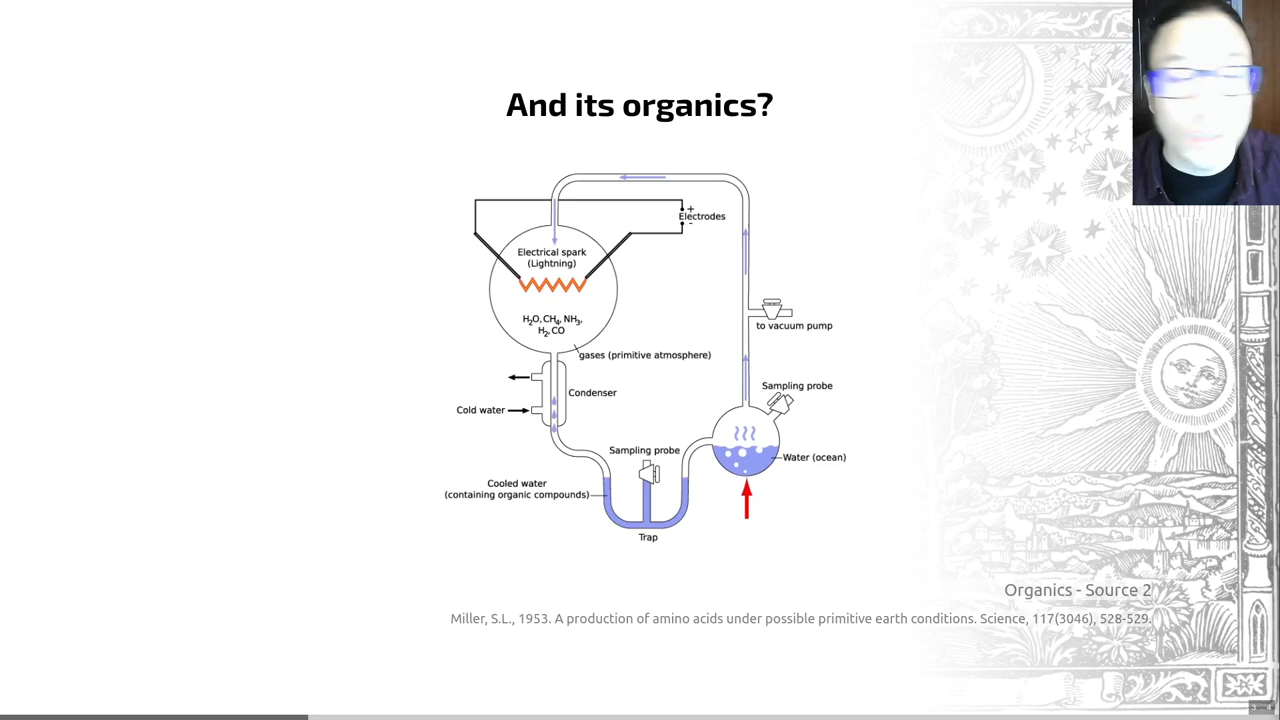 And its organics?
+
Electrodes
-
Electrical spark
(Lightning)
H2O, CH4, NH3,
H2, CO
to vacuum pump
gases (primitive atmosphere)
Condenser
Sampling probe
Cold water
Sampling probe
Water (ocean)
Cooled water
(containing organic compounds)
Trap
Organics - Source 2
Miller, S.L., 1953. A production of amino acids under possible primitive earth conditions. Science, 117(3046), 528-529.